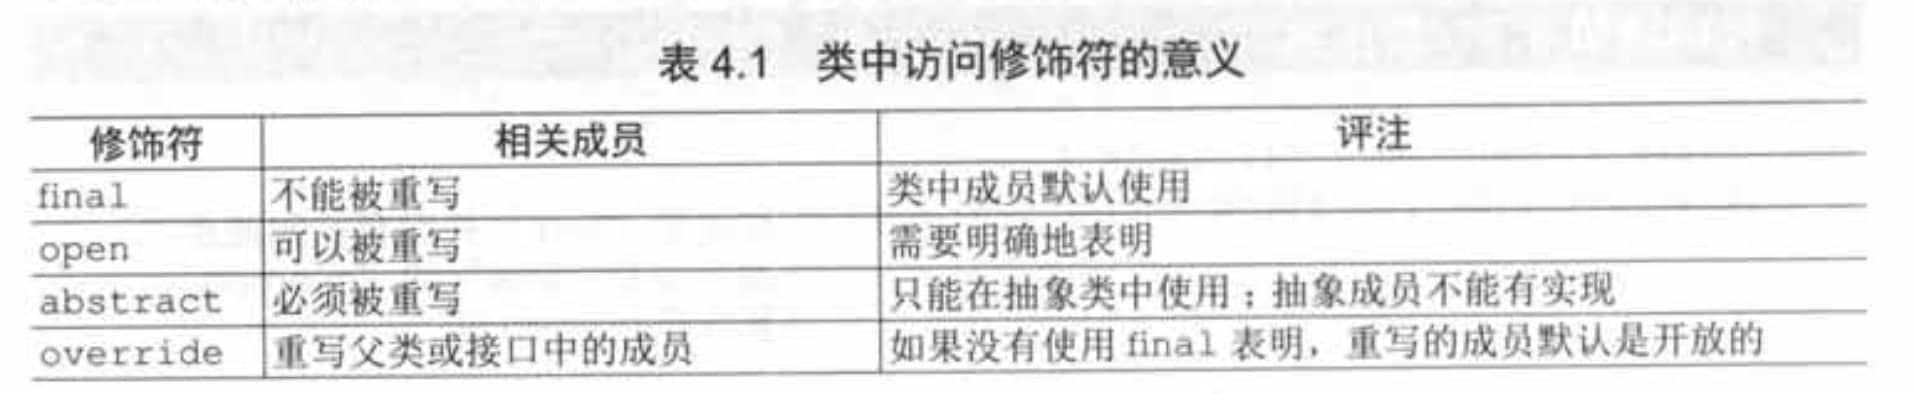 表 4.1 类中访问修饰符的意义
修饰符 相关成员 评注
final 不能被重写 类中成员默认使用
open 可以被重写 需要明确地表明
abstract 必须被重写 只能在抽象类中使用；抽象成员不能有实现
override 重写父类或接口中的成员 如果没有使用 final 表明，重写的成员默认是开放的